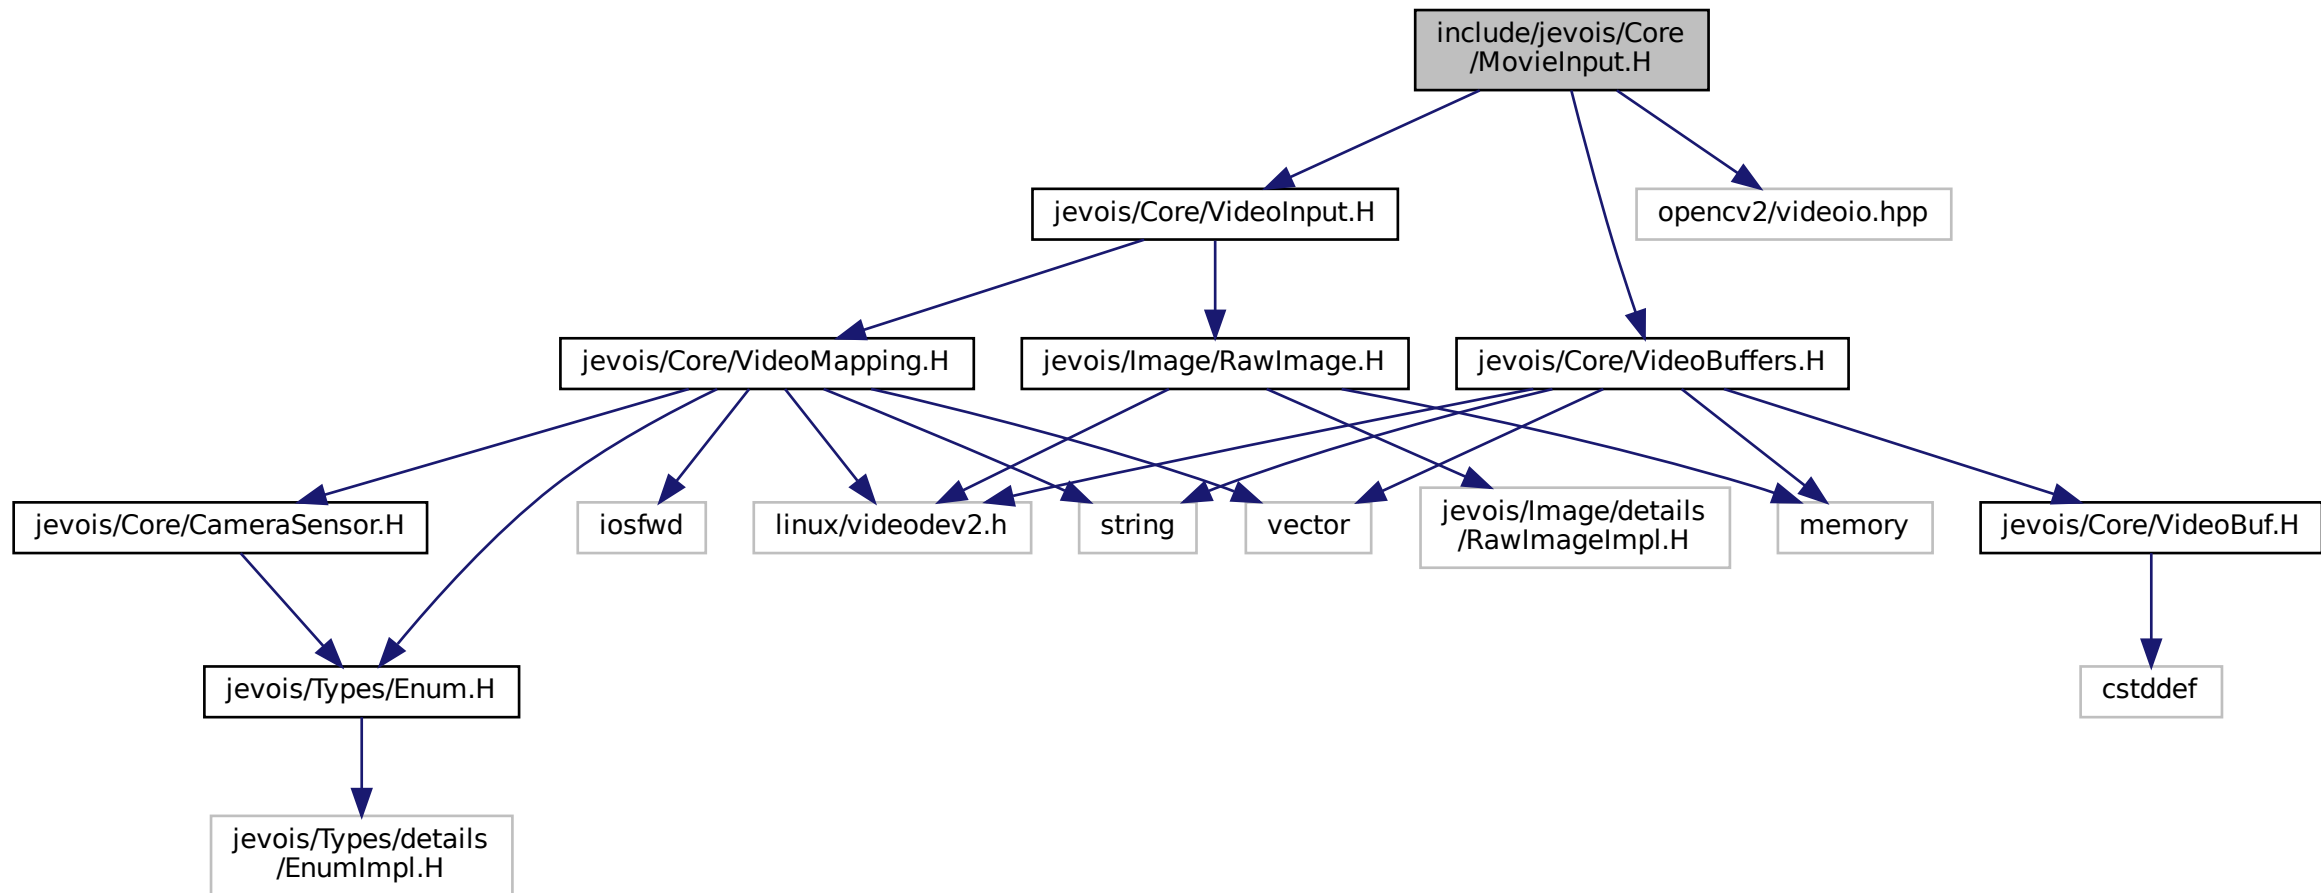 include/jevois/Core
/MovieInput.H
jevois/Core/VideoInput.H
opencv2/videoio.hpp
jevois/Core/VideoMapping.H
jevois/Image/RawImage.H
jevois/Core/VideoBuffers.H
jevois/Core/CameraSensor.H
iosfwd
linux/videodev2.h
string
vector
jevois/Image/details
/RawImageImpl.H
memory
jevois/Core/VideoBuf.H
jevois/Types/Enum.H
cstddef
jevois/Types/details
/EnumImpl.H